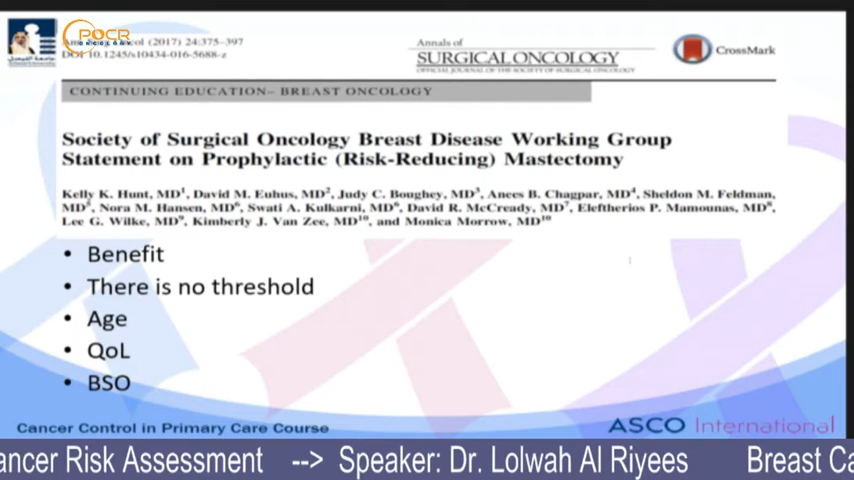 POCR
ONCOLOGY
col (2017) 24:375–397
DOI 10.1245/s10434-016-5688-z
Annals of
SURGICAL ONCOLOGY
OFFICIAL JOURNAL OF THE SOCIETY OF SURGICAL ONCOLOGY
CrossMark
CONTINUING EDUCATION– BREAST ONCOLOGY
Society of Surgical Oncology Breast Disease Working Group
Statement on Prophylactic (Risk-Reducing) Mastectomy
Kelly K. Hunt, MD1, David M. Euhus, MD2, Judy C. Boughey, MD3, Anees B. Chagpar, MD4, Sheldon M. Feldman,
MD5, Nora M. Hansen, MD6, Swati A. Kulkarni, MD6, David R. McCready, MD7, Eleftherios P. Mamounas, MD8,
Lee G. Wilke, MD9, Kimberly J. Van Zee, MD10, and Monica Morrow, MD10
• Benefit
• There is no threshold
• Age
• QoL
• BSO
Cancer Control in Primary Care Course
ASCO International
ancer Risk Assessment --> Speaker: Dr. Lolwah Al Riyees Breast Ca